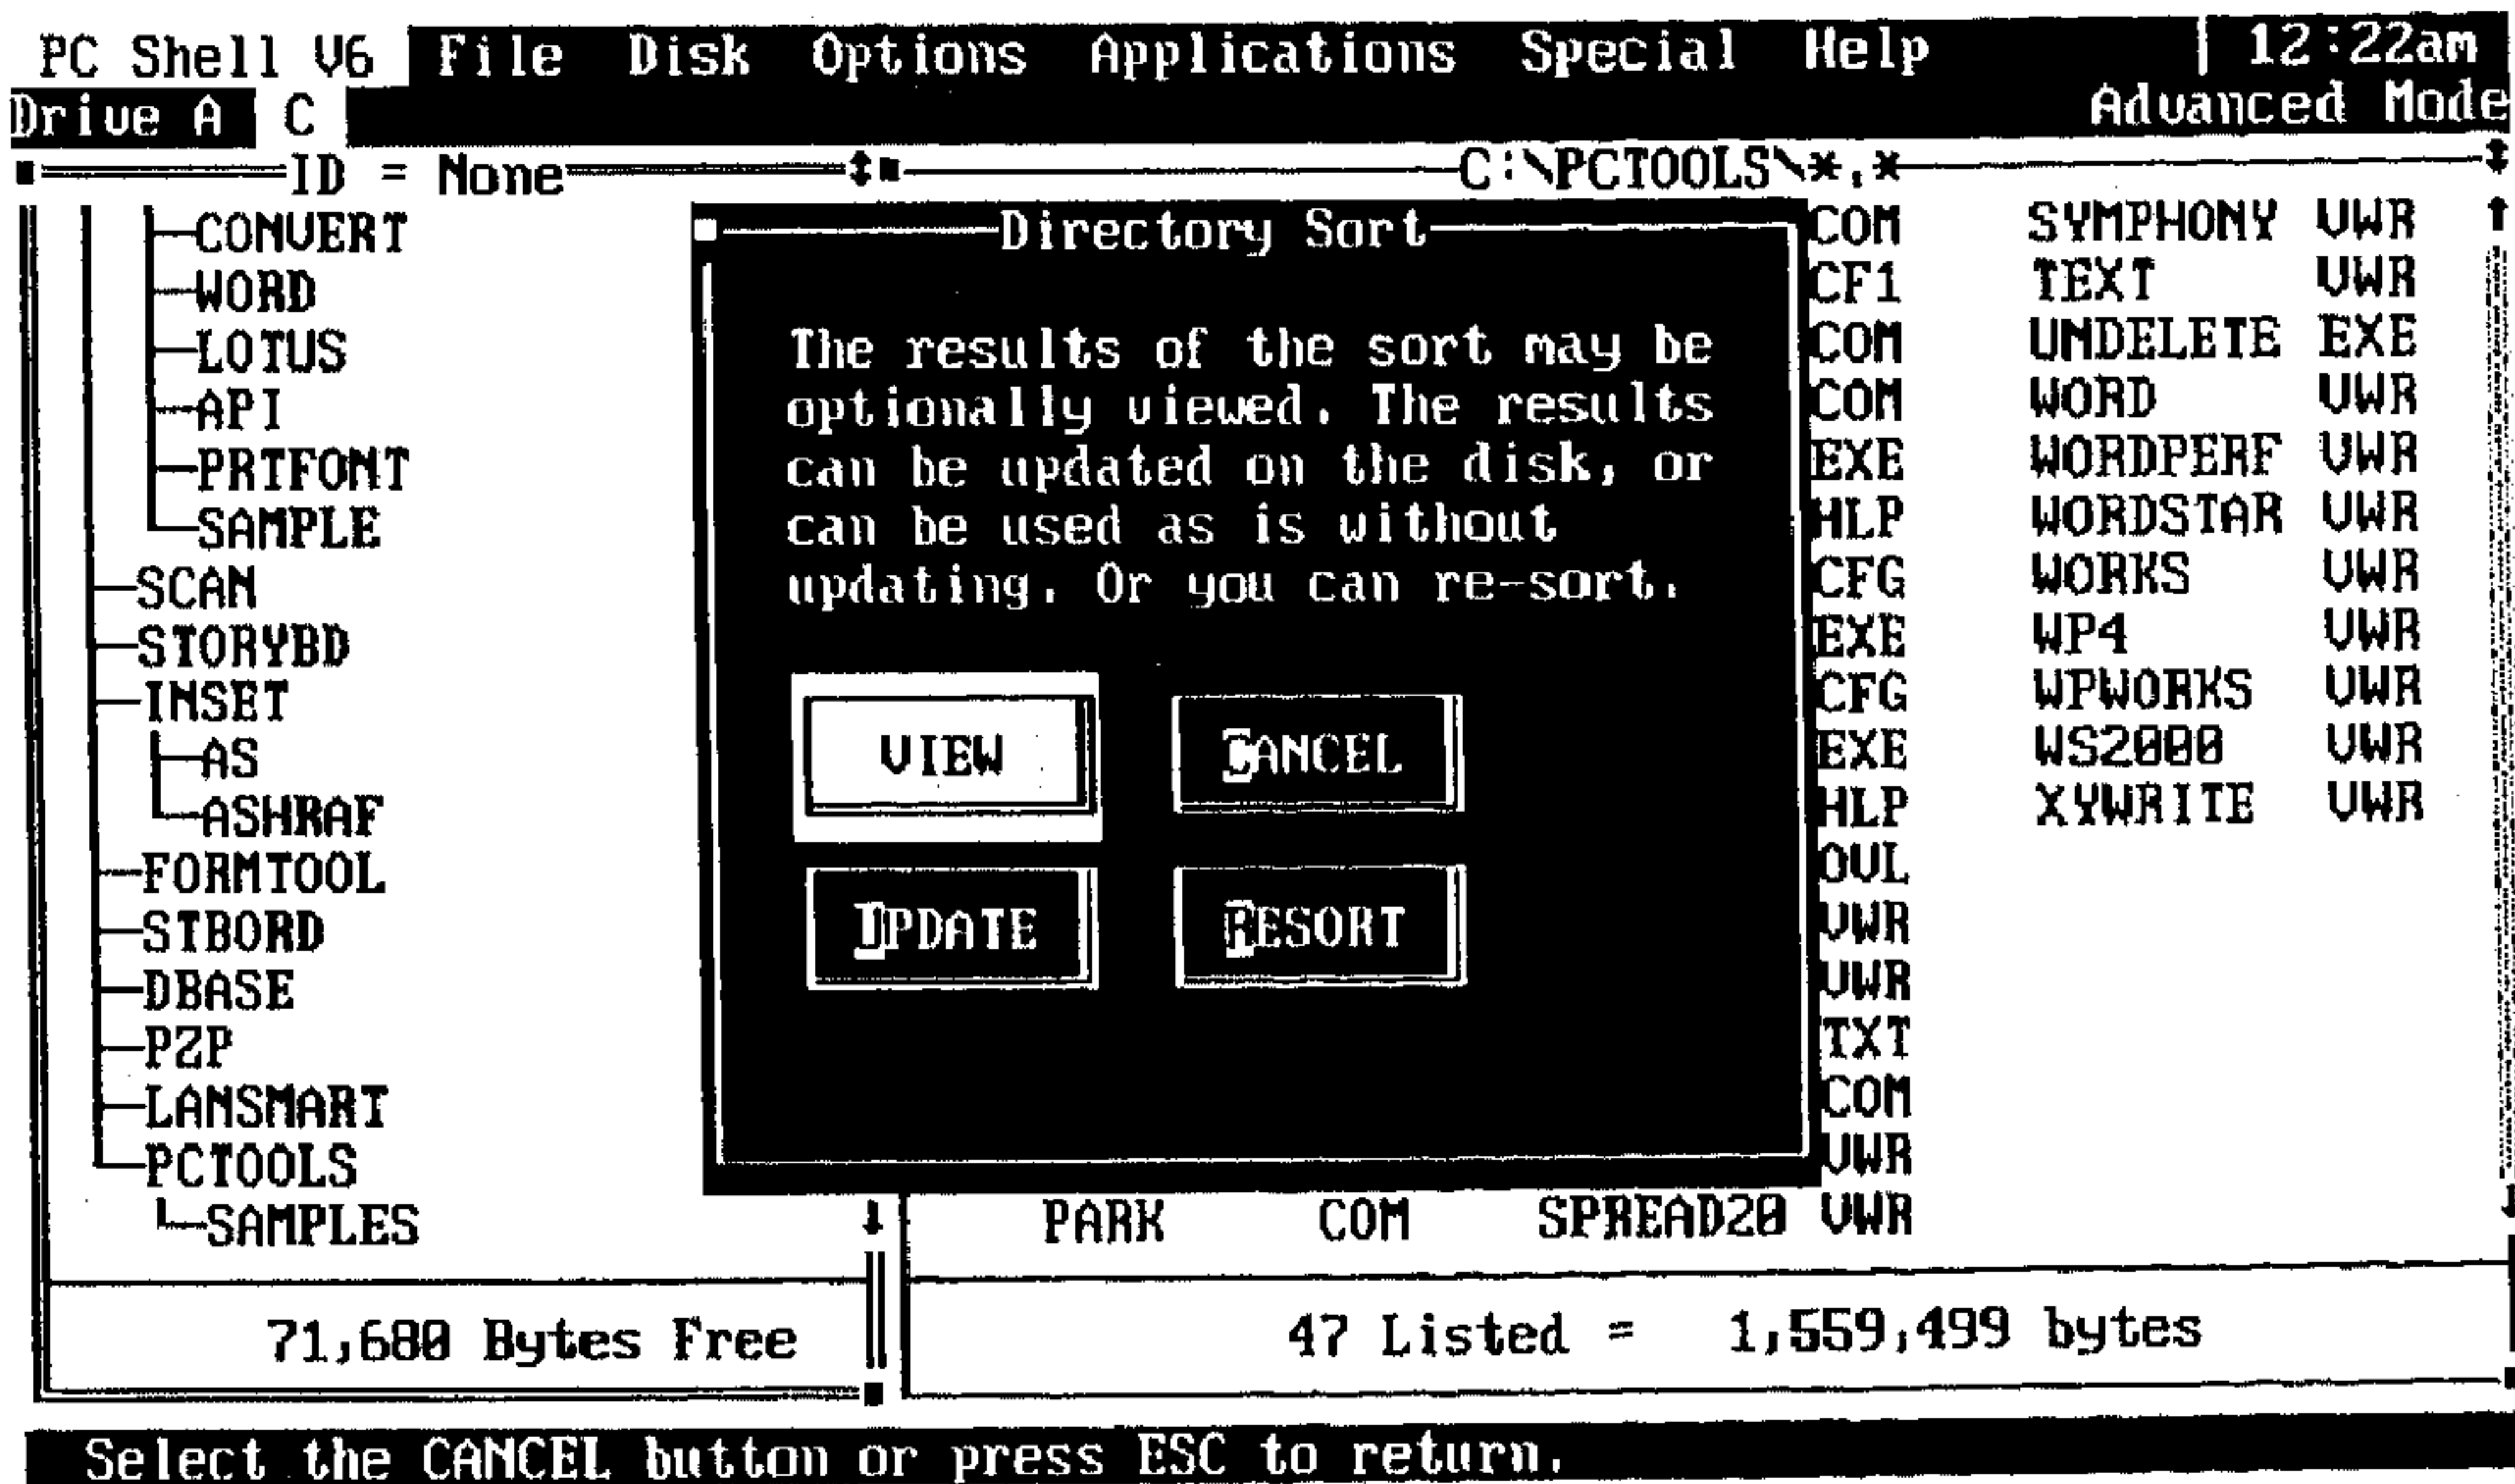 PC Shell V6 File Disk Options Applications Special Help 12:22am
Drive A C Advanced Mode
ID = None C:\PCTOOLS\*.*
CONVERT
WORD
LOTUS
API
PRTFONT
SAMPLE
SCAN
STORYBD
INSET
AS
ASHRAF
FORMTOOL
STBORD
DBASE
PZP
LANSMART
PCTOOLS
SAMPLES
Directory Sort
The results of the sort may be
optionally viewed. The results
can be updated on the disk, or
can be used as is without
updating. Or you can re-sort.
VIEW CANCEL
UPDATE RESORT
COM SYMPHONY VWR
CF1 TEXT VWR
COM UNDELETE EXE
COM WORD VWR
EXE WORDPERF VWR
HLP WORDSTAR VWR
CFG WORKS VWR
EXE WP4 VWR
CFG WPWORKS VWR
EXE WS2000 VWR
HLP XYWRITE VWR
OVL
VWR
VWR
TXT
COM
VWR
PARK COM SPREAD20 VWR
71,680 Bytes Free 47 Listed = 1,559,499 bytes
Select the CANCEL button or press ESC to return.